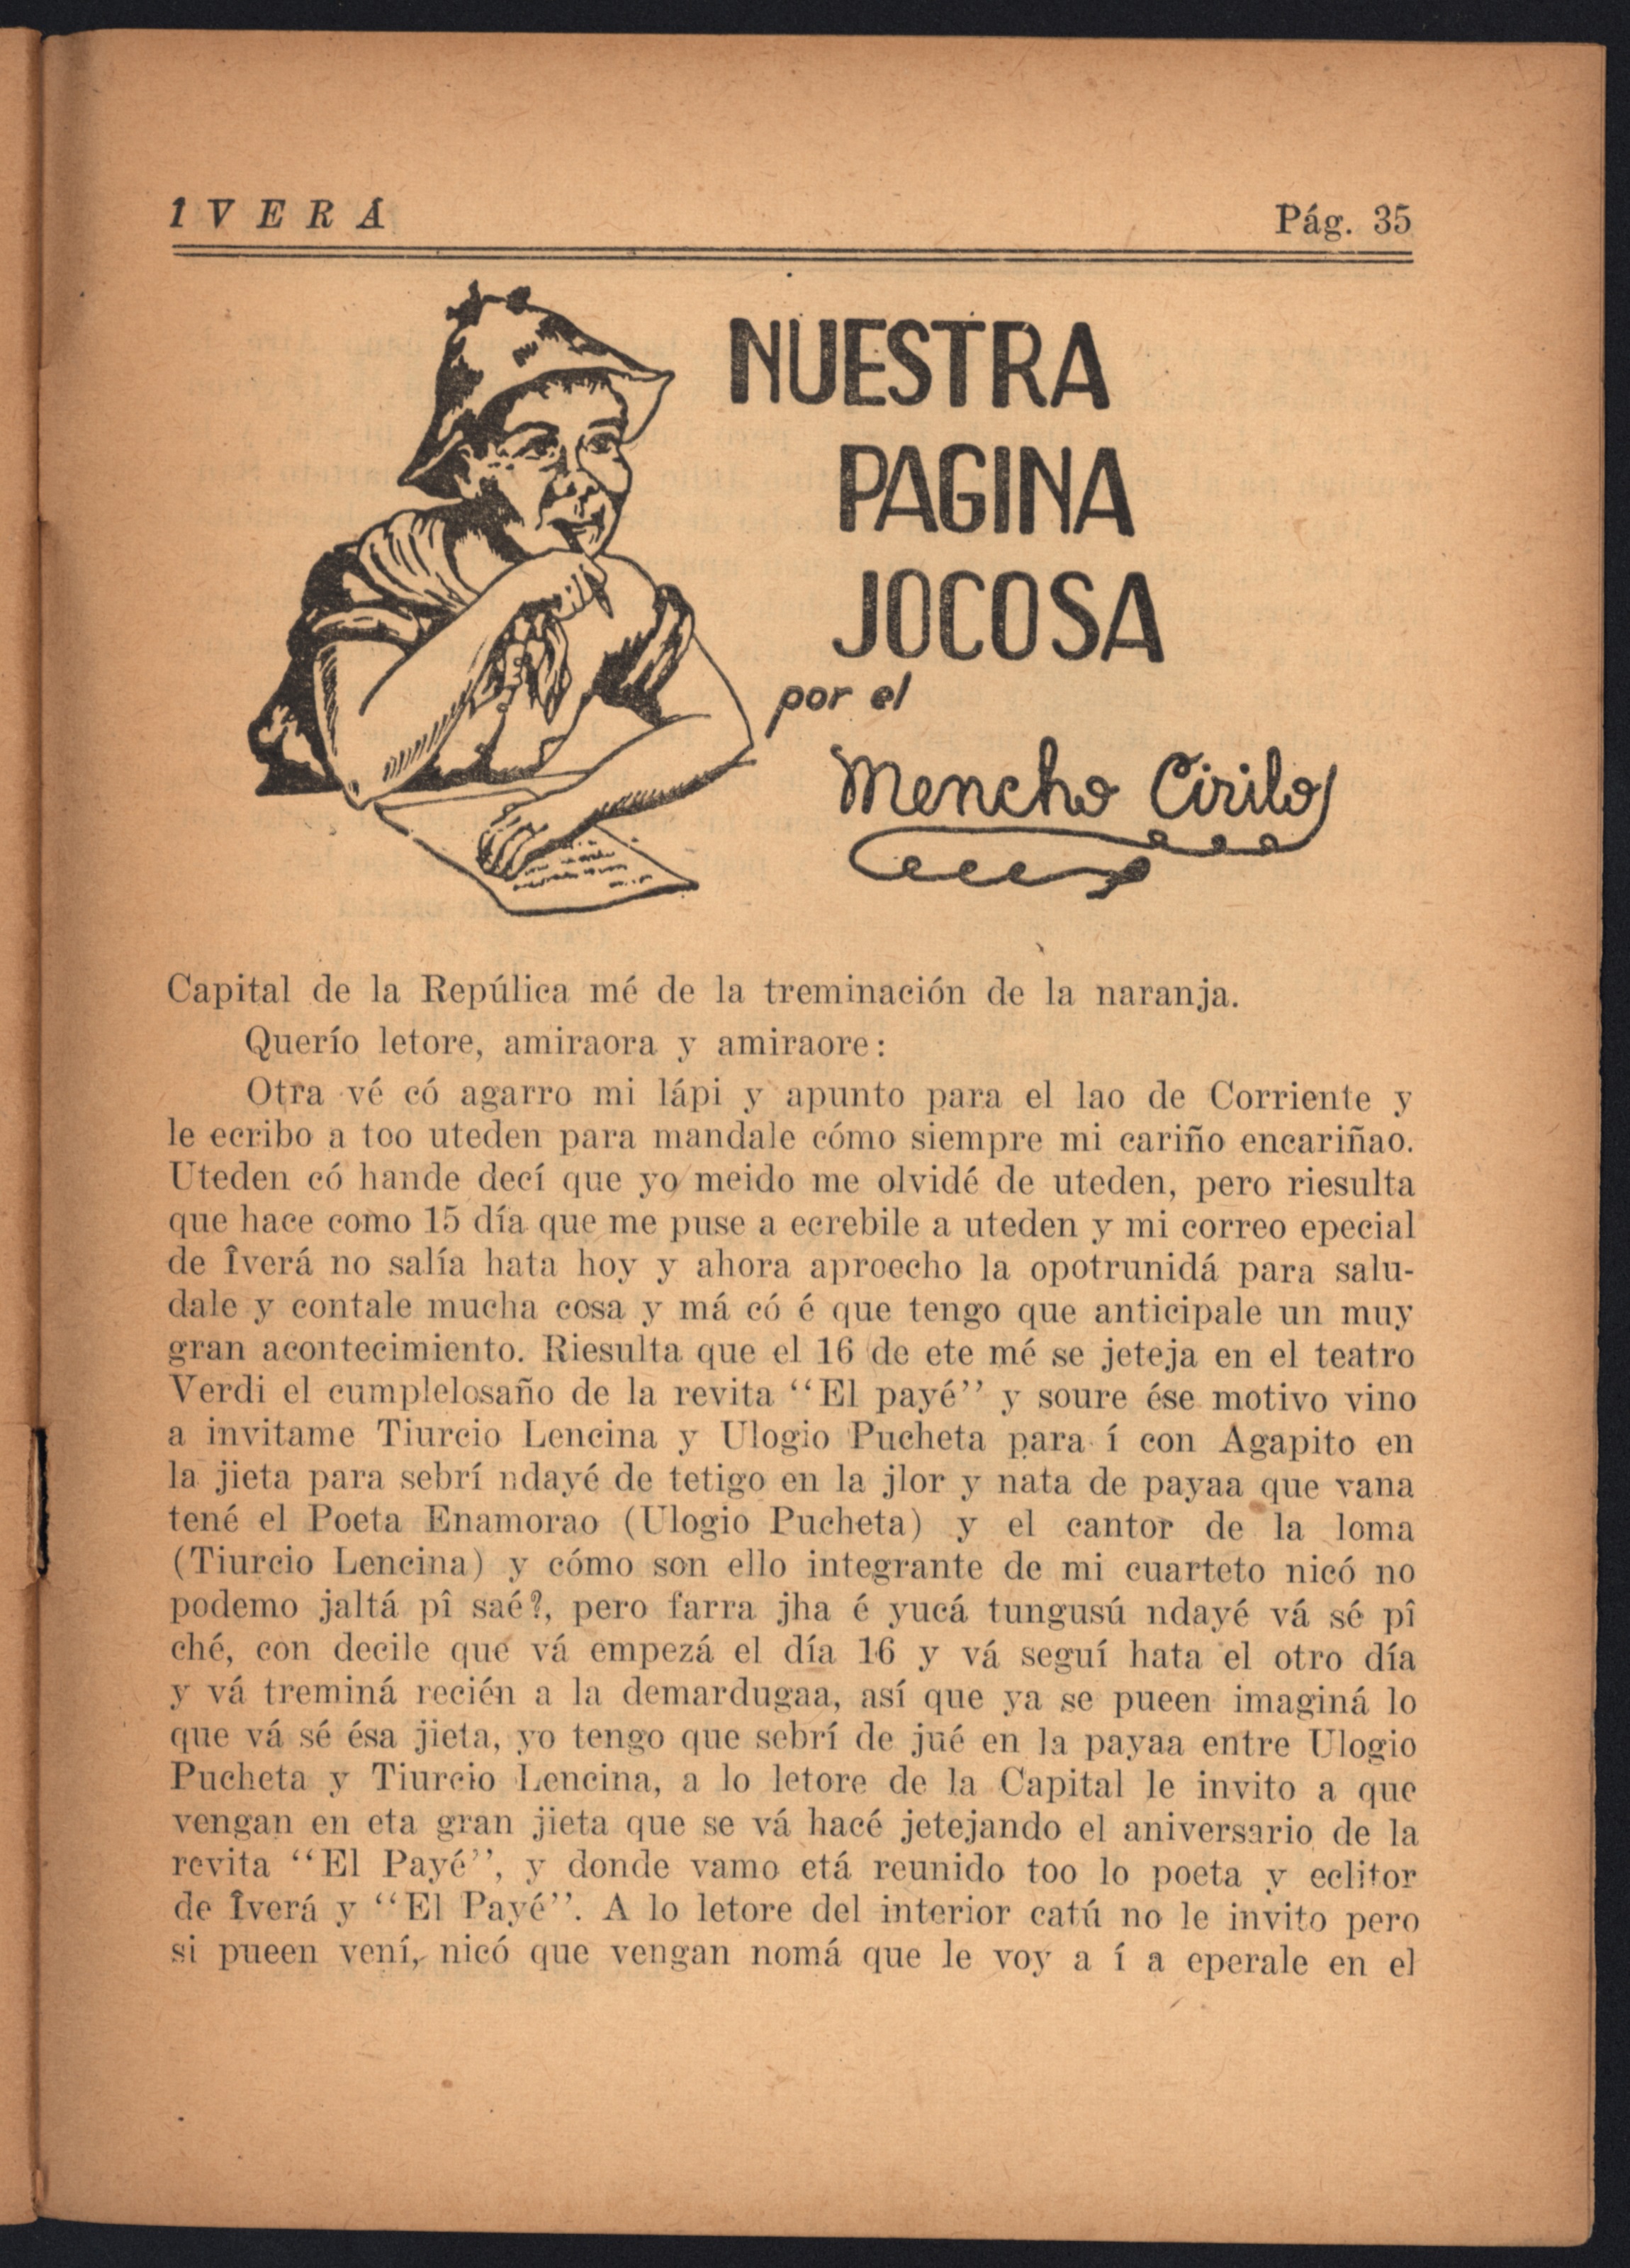 1 V E R Á
Pág. 35
NUESTRA
PAGINA
JOCOSA
por el
Mencho Cirilo
Capital de la Repúlica mé de la treminación de la naranja.
Querío letore, amiraora y amiraore:
Otra vé có agarro mi lápi y apunto para el lao de Corriente y
le ecribo a too uteden para mandale cómo siempre mi cariño encariñao.
Uteden có hande decí que yo meido me olvidé de uteden, pero riesulta
que hace como 15 día que me puse a ecrebile a uteden y mi correo epecial
de Îverá no salía hata hoy y ahora aproecho la opotrunidá para salu-
dale y contale mucha cosa y má có é que tengo que anticipale un muy
gran acontecimiento. Riesulta que el 16 de ete mé se jeteja en el teatro
Verdi el cumplelosaño de la revita “El payé” y soure ése motivo vino
a invitame Tiurcio Lencina y Ulogio Pucheta para í con Agapito en
la jieta para sebrí ndayé de tetigo en la jlor y nata de payaa que vana
tené el Poeta Enamorao (Ulogio Pucheta) y el cantor de la loma
(Tiurcio Lencina) y cómo son ello integrante de mi cuarteto nicó no
podemo jaltá pî saé?, pero farra jha é yucá tungusú ndayé vá sé pî
ché, con decile que vá empezá el día 16 y vá seguí hata el otro día
y vá treminá recién a la demardugaa, así que ya se pueen imaginá lo
que vá sé ésa jieta, yo tengo que sebrí de jué en la payaa entre Ulogio
Pucheta y Tiurcio Lencina, a lo letore de la Capital le invito a que
vengan en eta gran jieta que se vá hacé jetejando el aniversario de la
revita “El Payé”, y donde vamo etá reunido too lo poeta y eclitor
de Îverá y “El Payé”. A lo letore del interior catú no le invito pero
si pueen vení, nicó que vengan nomá que le voy a í a eperale en el